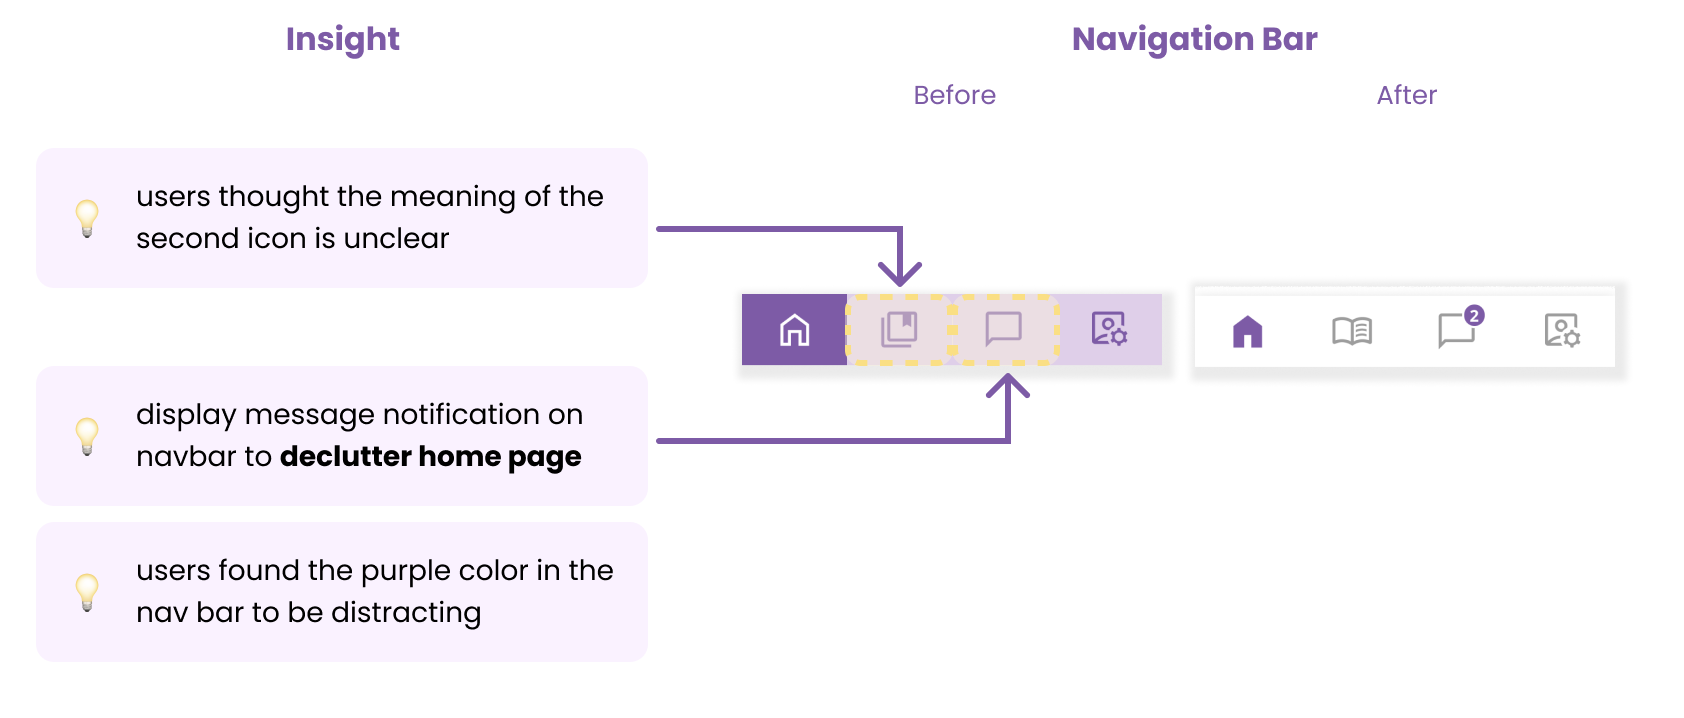 Insight
Navigation Bar
Before
After
users thought the meaning of the
second icon is unclear
2
display message notification on
navbar to declutter home page
users found the purple color in the
nav bar to be distracting